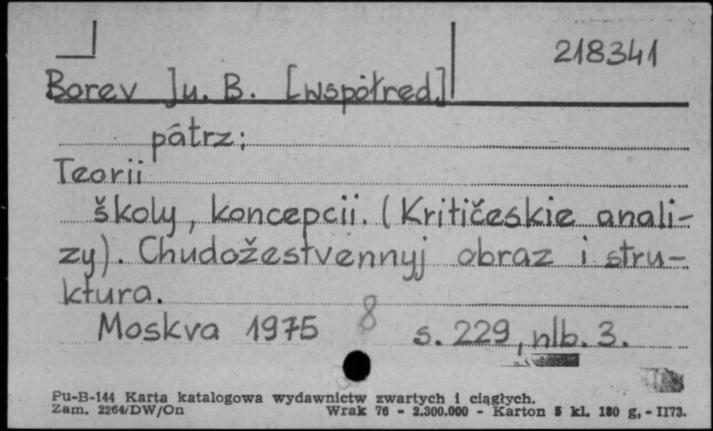 218341
Borev Ju. B. [współred.]
patrz:
Teorii
školy, koncepcii. (Kritičeskie anali-
zy). Chudožestvennyj obraz i stru-
ktura.
Moskva 1975 8 s. 229, nlb. 3.
Pu-B-144 Karta katalogowa wydawnictw zwartych i ciągłych.
Zam. 2264/DW/On Wrak 76 - 2.300.000 - Karton 5 kl. 180 g, - II73.